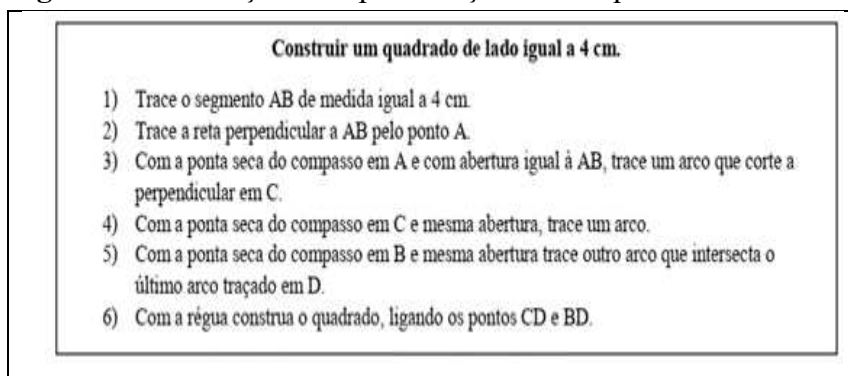 Construir um quadrado de lado igual a 4 cm.
1) Trace o segmento AB de medida igual a 4 cm.
2) Trace a reta perpendicular a AB pelo ponto A.
3) Com a ponta seca do compasso em A e com abertura igual à AB, trace um arco que corte a
perpendicular em C.
4) Com a ponta seca do compasso em C e mesma abertura, trace um arco.
5) Com a ponta seca do compasso em B e mesma abertura trace outro arco que intersecta o
último arco traçado em D.
6) Com a régua construa o quadrado, ligando os pontos CD e BD.